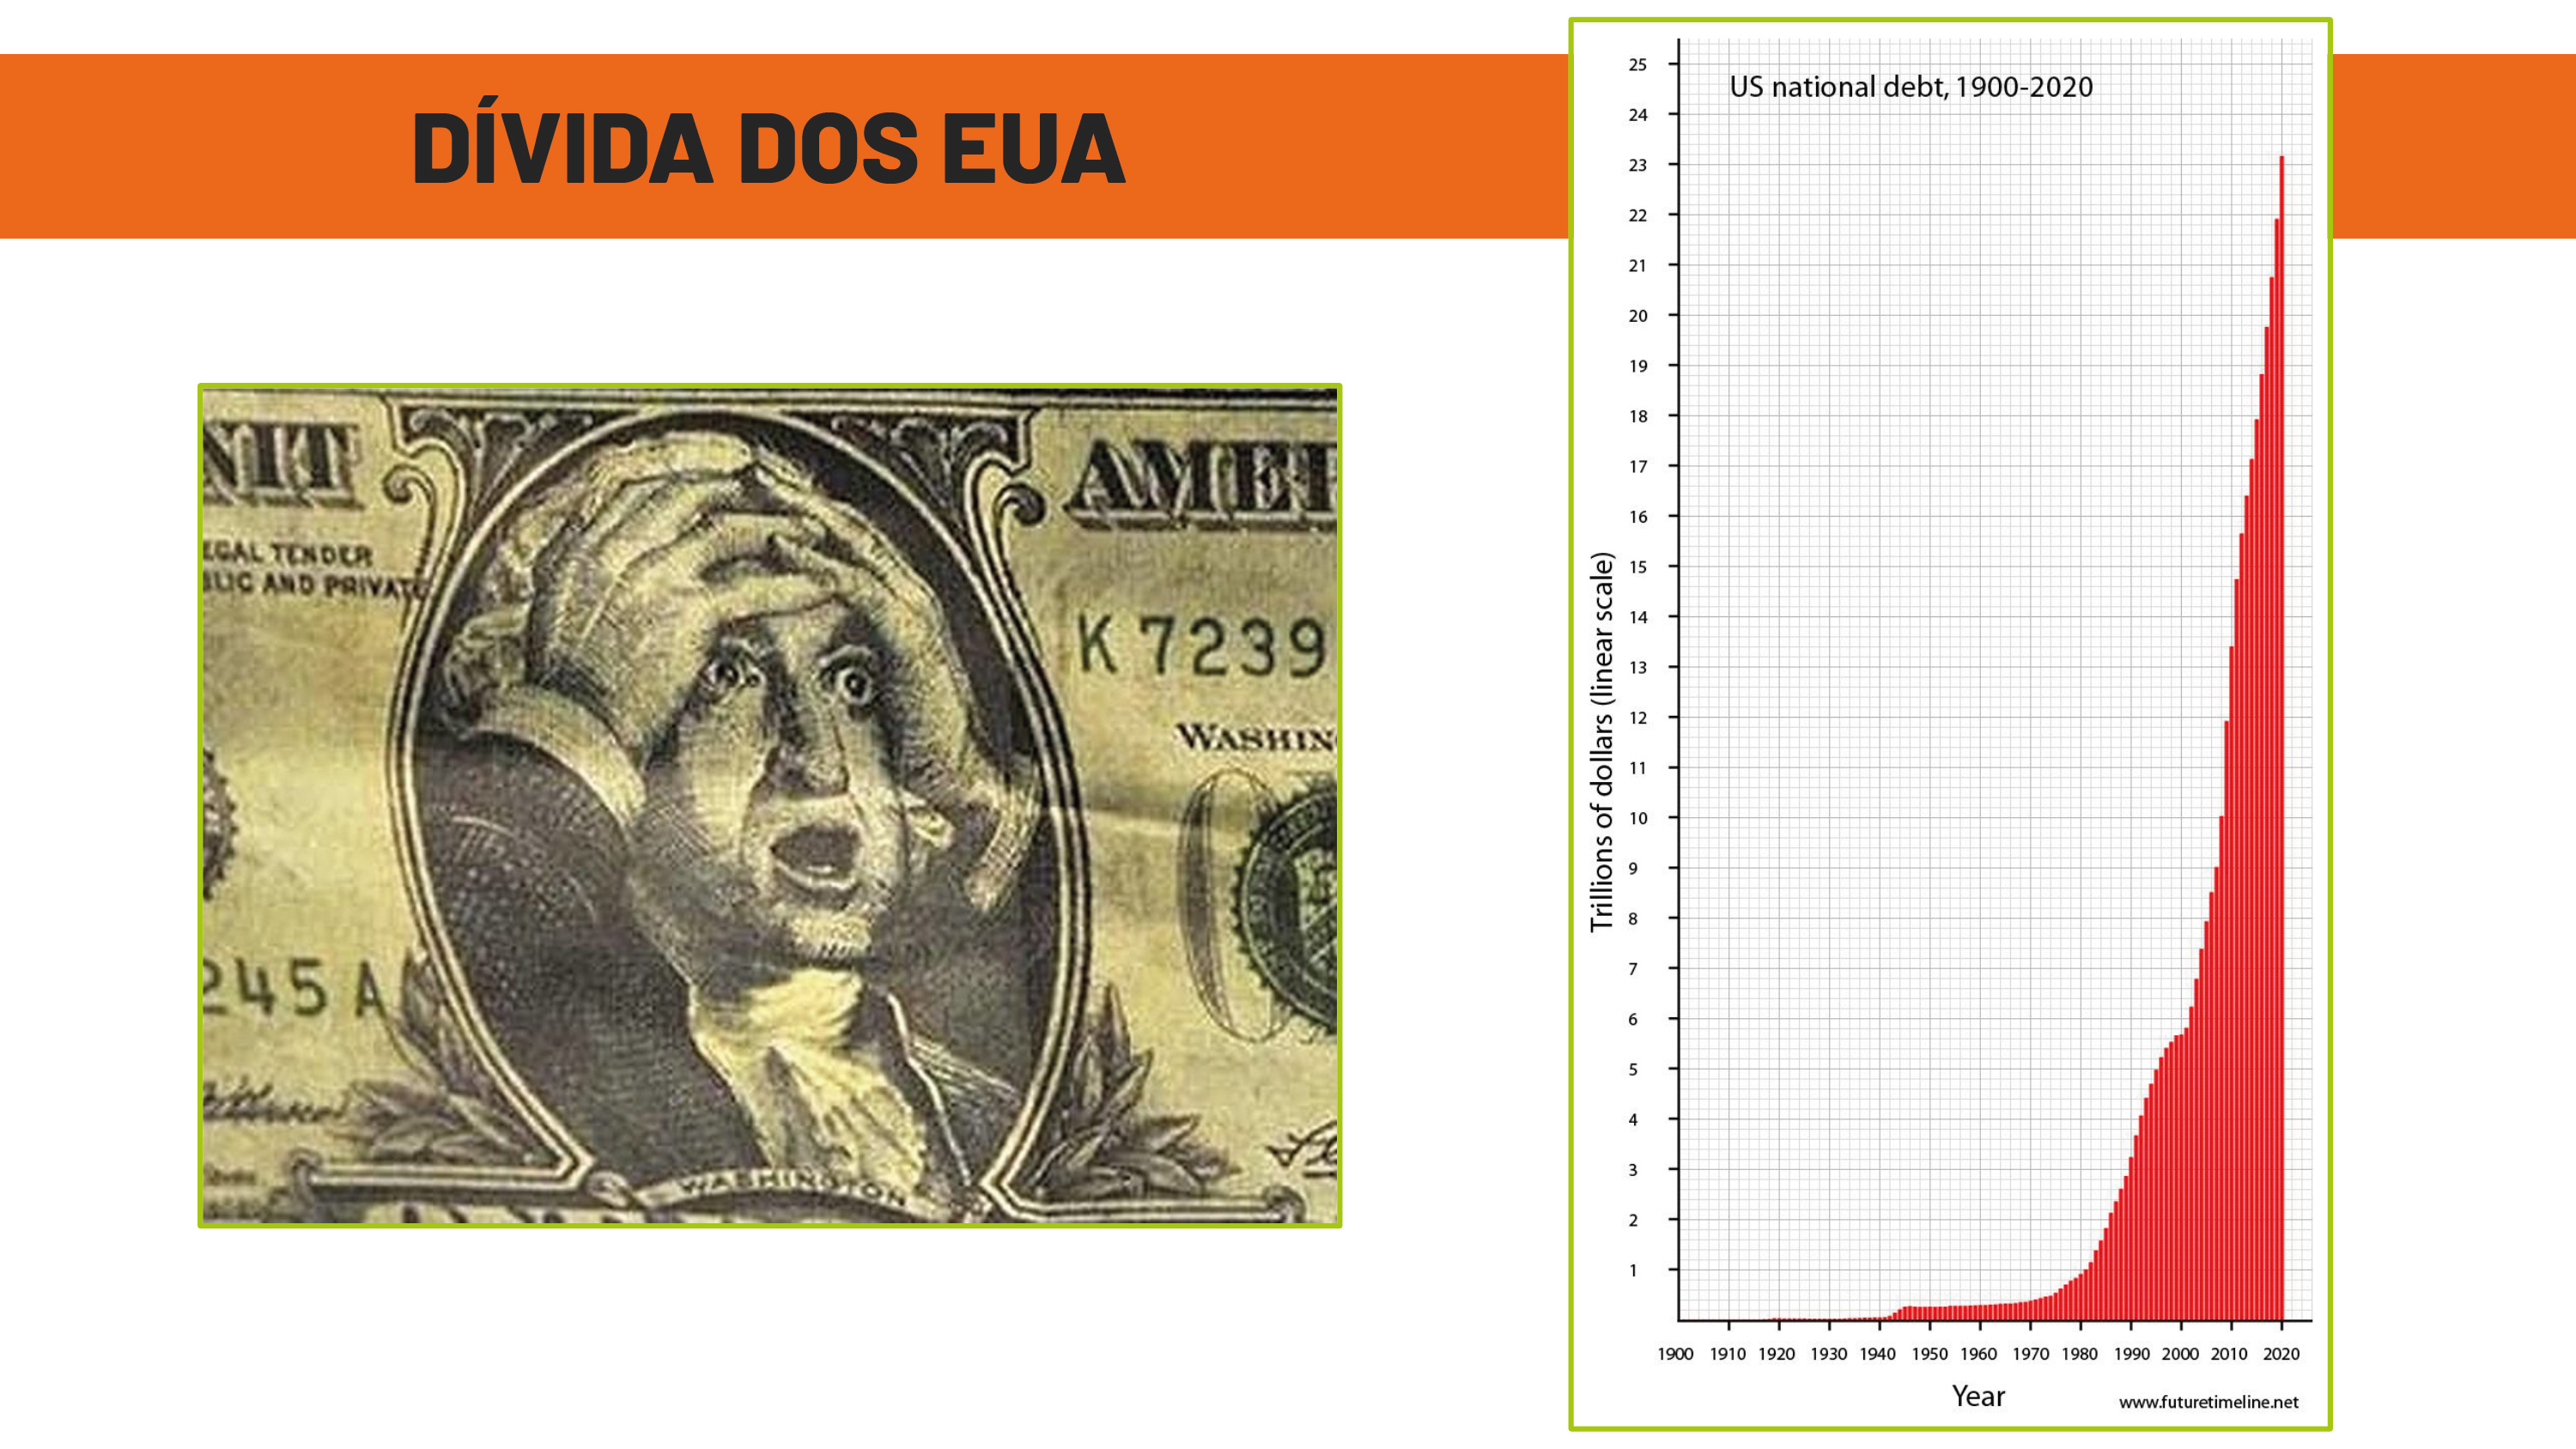 DÍVIDA DOS EUA
NIT
AMER
EGAL TENDER
BLIC AND PRIVATE
K 7239
WASHIN
245 A
WASHINGTON
US national debt, 1900-2020
Trillions of dollars (linear scale)
25
24
23
22
21
20
19
18
17
16
15
14
13
12
11
10
9
8
7
6
5
4
3
2
1
1900 1910 1920 1930 1940 1950 1960 1970 1980 1990 2000 2010 2020
Year
www.futuretimeline.net